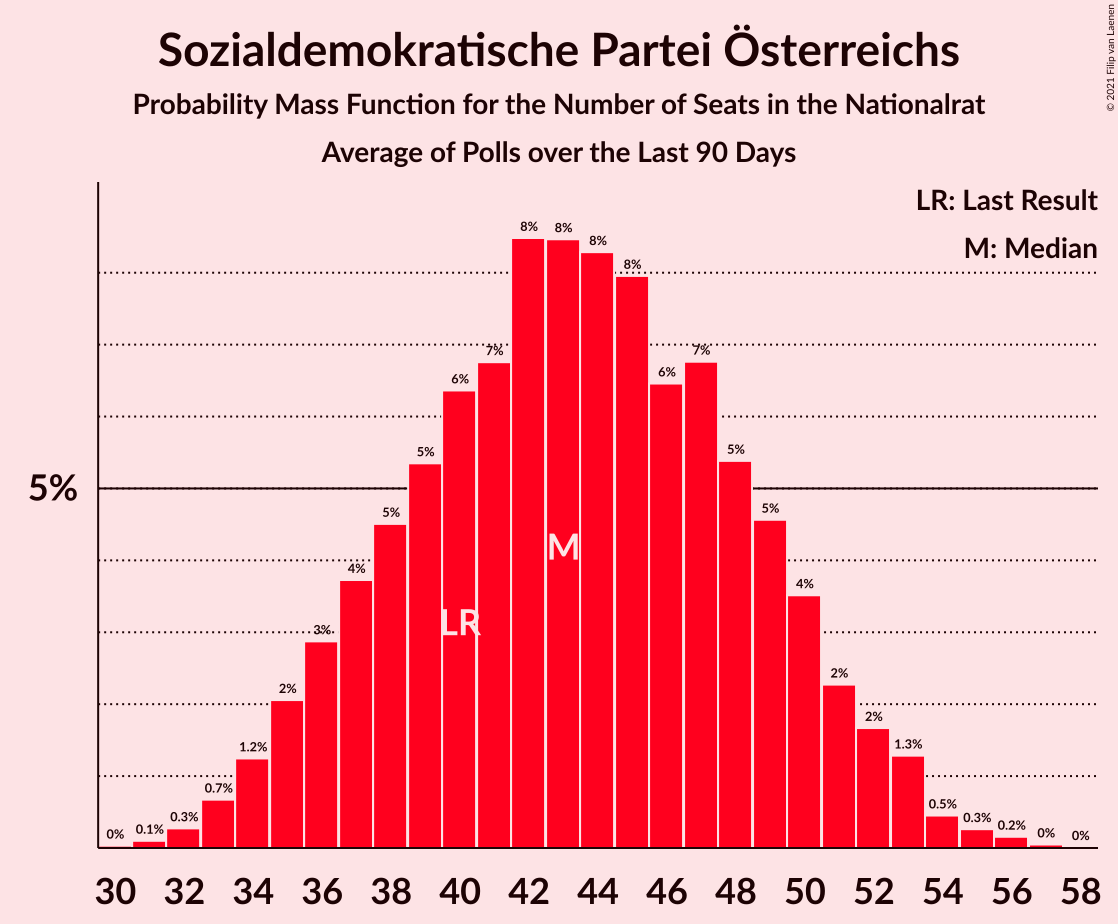 Sozialdemokratische Partei Österreichs
Probability Mass Function for the Number of Seats in the Nationalrat
Average of Polls over the Last 90 Days
© 2021 Filip van Laenen
LR: Last Result
M: Median
5%
0% 0.1% 0.3% 0.7% 1.2% 2% 3% 4% 5% 5% 6% 7% 8% 8% 8% 8% 6% 7% 5% 5% 4% 2% 2% 1.3% 0.5% 0.3% 0.2% 0% 0%
M
LR
30 32 34 36 38 40 42 44 46 48 50 52 54 56 58